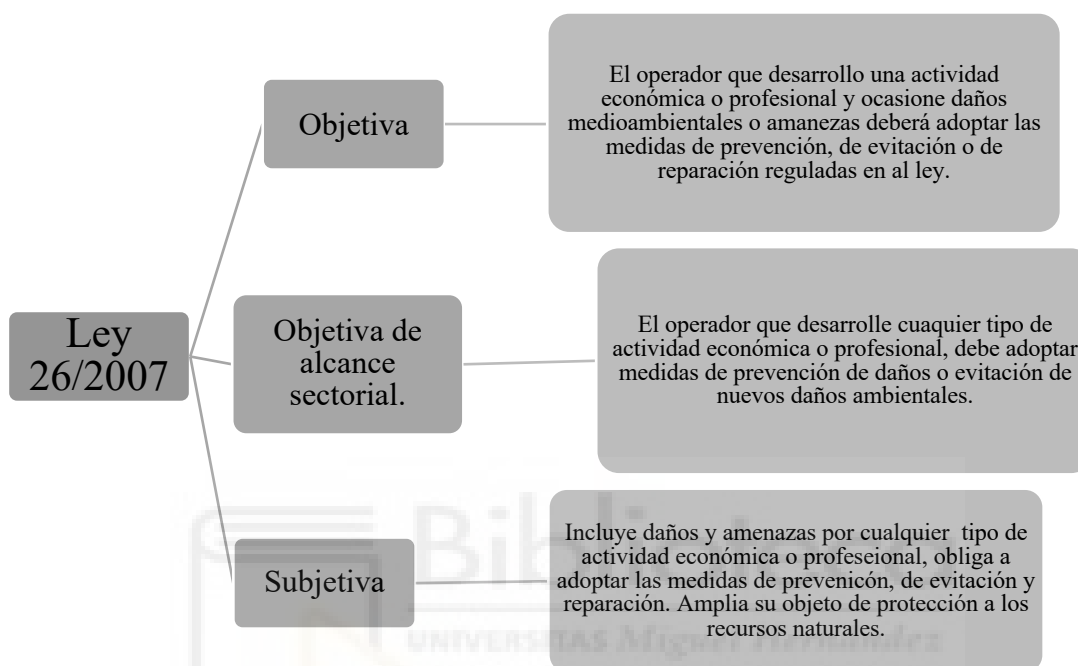 Ley
26/2007
Objetiva
El operador que desarrollo una actividad
económica o profesional y ocasione daños
medioambientales o amanezas deberá adoptar las
medidas de prevención, de evitación o de
reparación reguladas en al ley.
Objetiva de
alcance
sectorial.
El operador que desarrolle cuaquier tipo de
actividad económica o profesional, debe adoptar
medidas de prevención de daños o evitación de
nuevos daños ambientales.
Subjetiva
Incluye daños y amenazas por cualquier tipo de
actividad económica o profeseional, obliga a
adoptar las medidas de prevenicón, de evitación y
reparación. Amplia su objeto de protección a los
recursos naturales.
Biblioteca
UNIVERSITAS Miguel Hernández